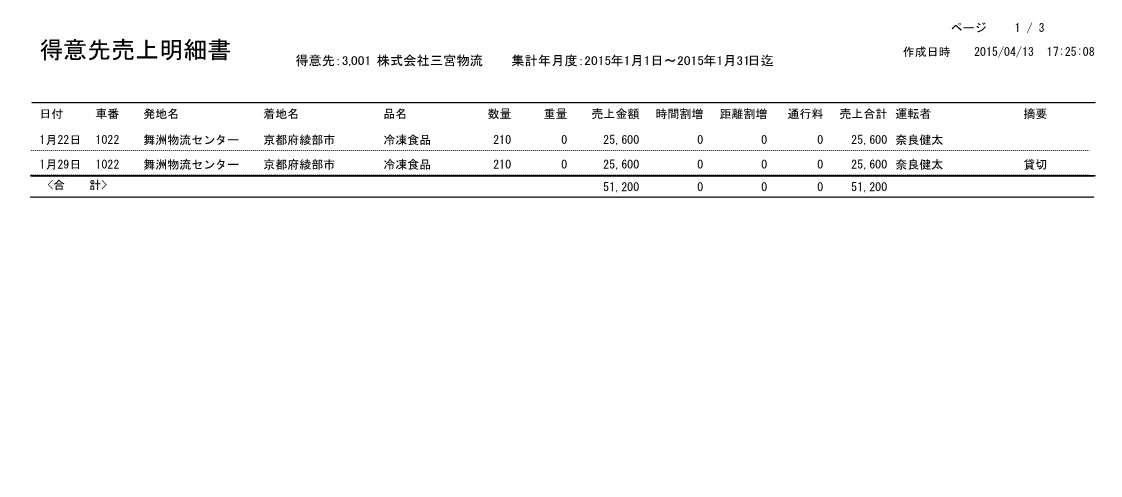 ページ 1 / 3
得意先売上明細書
作成日時 2015/04/13 17:25:08
得意先:3,001 株式会社三宮物流 集計年月度:2015年1月1日～2015年1月31日迄
日付 車番 発地名 着地名 品名 数量 重量 売上金額 時間割増 距離割増 通行料 売上合計 運転者 摘要
1月22日 1022 舞洲物流センター 京都府綾部市 冷凍食品 210 0 25,600 0 0 0 25,600 奈良健太
1月29日 1022 舞洲物流センター 京都府綾部市 冷凍食品 210 0 25,600 0 0 0 25,600 奈良健太 貸切
<合 計> 51,200 0 0 0 51,200